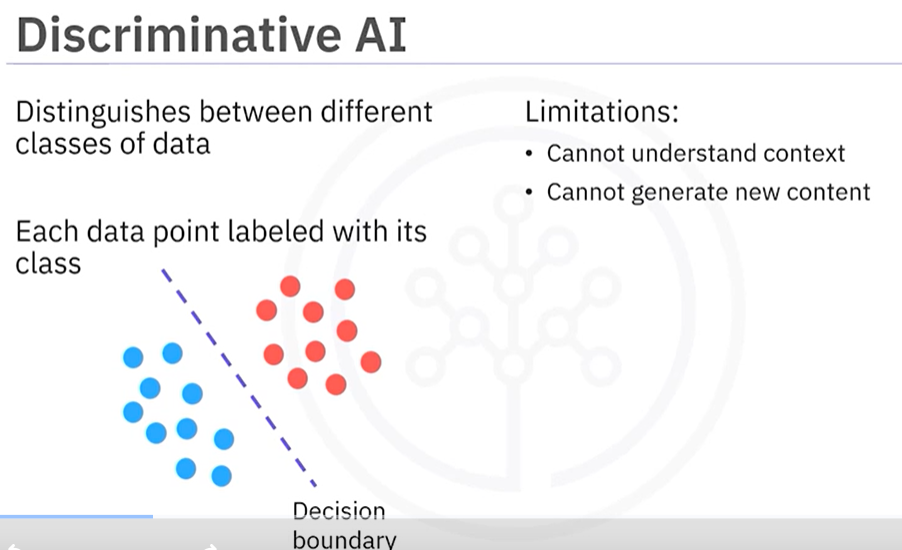 Discriminative AI
Distinguishes between different
classes of data
Each data point labeled with its
class
Decision
boundary
Limitations:
• Cannot understand context
• Cannot generate new content